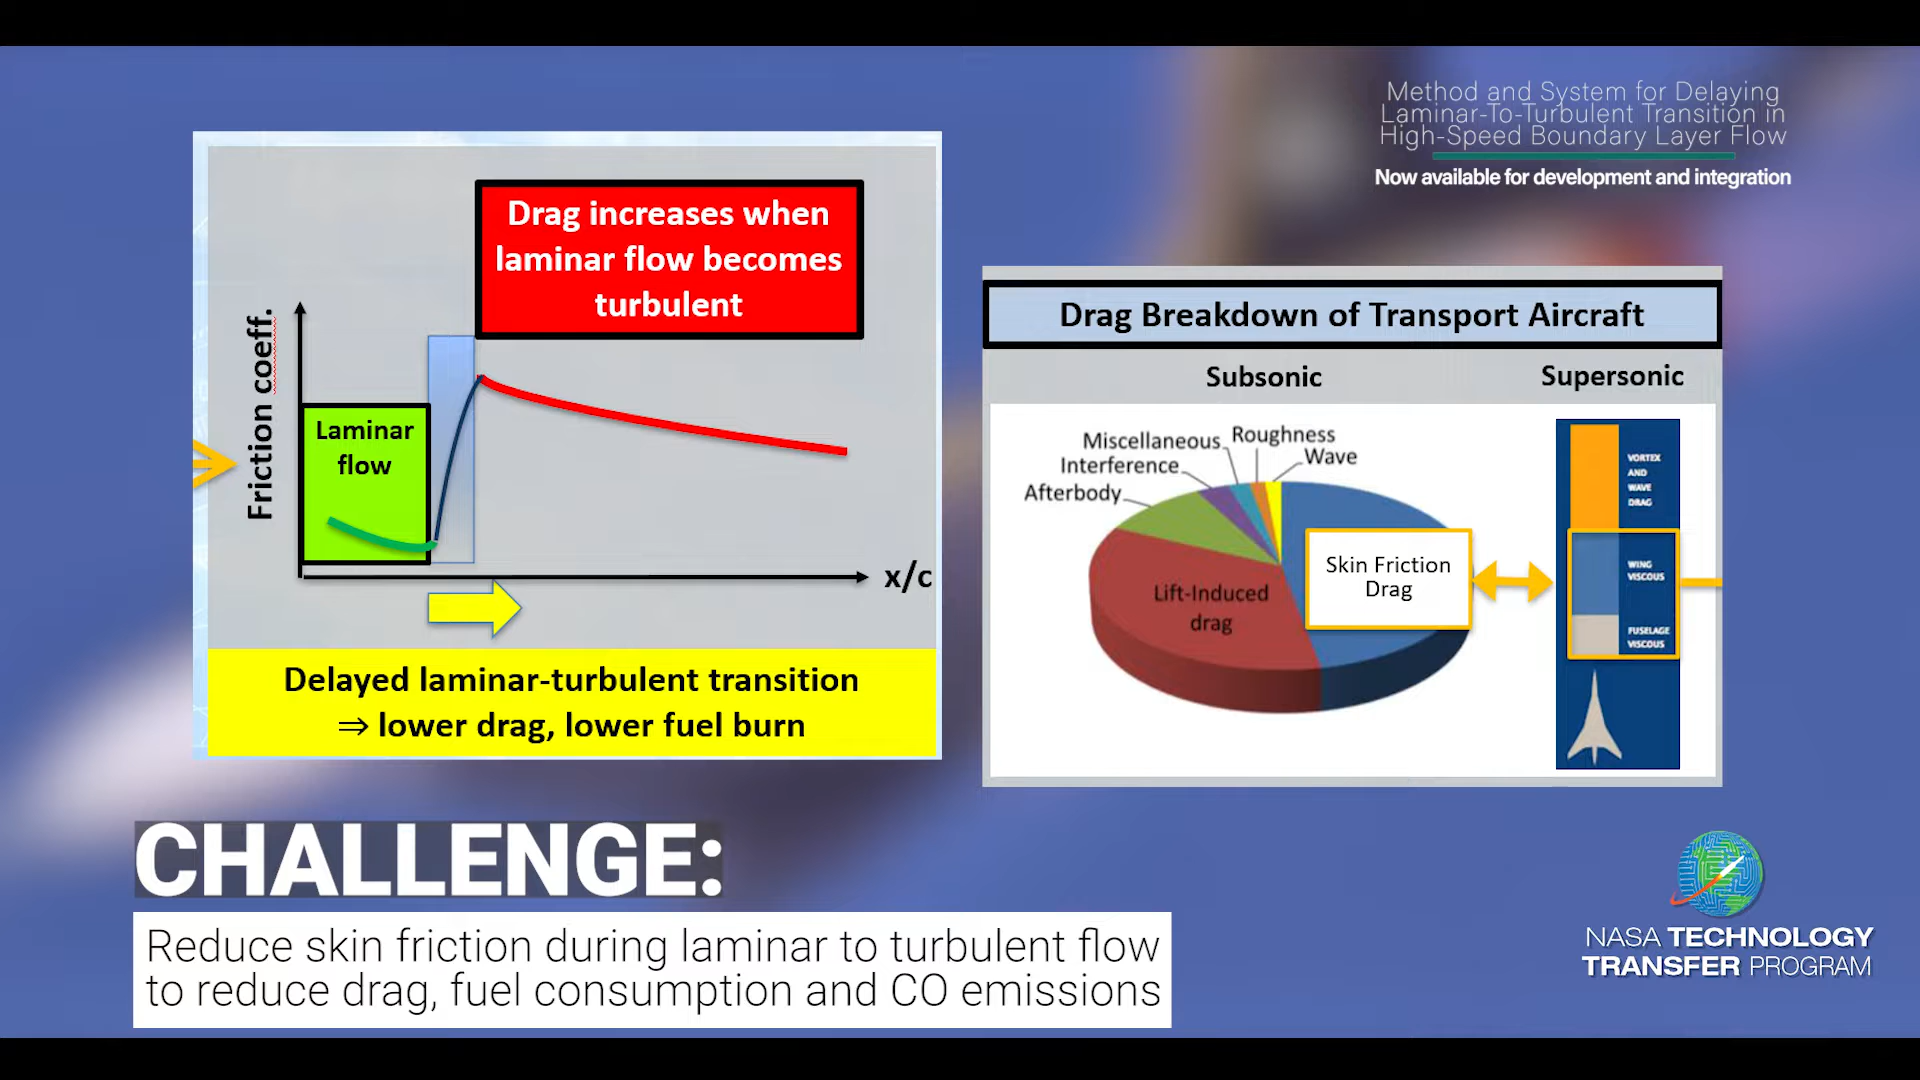 Method and System for Delaying
Laminar-To-Turbulent Transition in
High-Speed Boundary Layer Flow
Now available for development and integration
Drag increases when
laminar flow becomes
turbulent
Friction coeff.
Laminar
flow
x/c
Delayed laminar-turbulent transition
⇒ lower drag, lower fuel burn
Drag Breakdown of Transport Aircraft
Subsonic
Supersonic
Miscellaneous
Roughness
Interference
Wave
Afterbody
Skin Friction
Drag
Lift-Induced
drag
VORTEX
AND
WAVE
DRAG
WING
VISCOUS
FUSELAGE
VISCOUS
CHALLENGE:
Reduce skin friction during laminar to turbulent flow
to reduce drag, fuel consumption and CO emissions
NASA TECHNOLOGY
TRANSFER PROGRAM